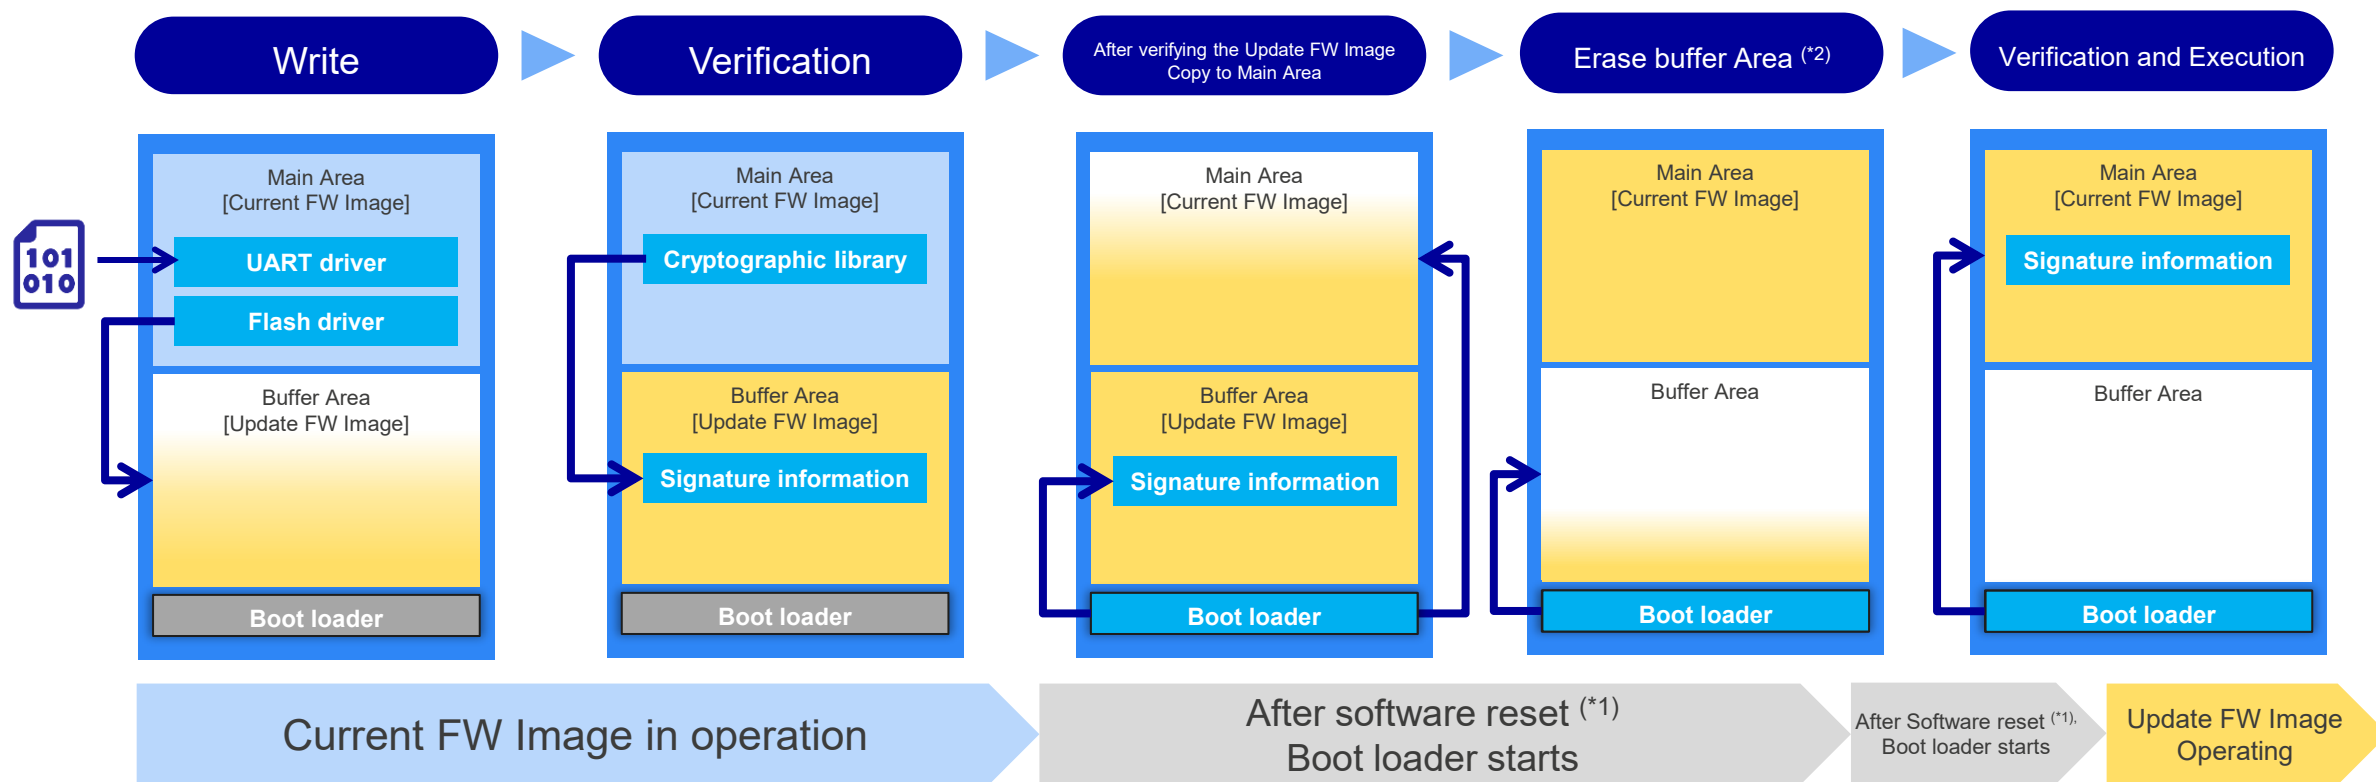 Write
Verification
After verifying the Update FW Image
Copy to Main Area
Erase buffer Area (*2)
Verification and Execution
101
010
Main Area
[Current FW Image]
UART driver
Flash driver
Buffer Area
[Update FW Image]
Boot loader
Main Area
[Current FW Image]
Cryptographic library
Buffer Area
[Update FW Image]
Signature information
Boot loader
Main Area
[Current FW Image]
Buffer Area
[Update FW Image]
Signature information
Boot loader
Main Area
[Current FW Image]
Buffer Area
Boot loader
Main Area
[Current FW Image]
Signature information
Buffer Area
Boot loader
Current FW Image in operation
After software reset (*1)
Boot loader starts
After Software reset (*1),
Boot loader starts
Update FW Image
Operating